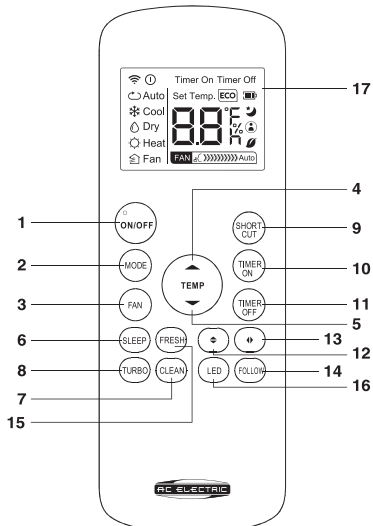 Timer On Timer Off
Auto Set Temp. ECO
Cool
Dry
Heat
Fan
88 °F % h
FAN Auto
17
4
1 ON/OFF
SHORT CUT 9
2 MODE
TEMP
TIMER ON 10
3 FAN
TIMER OFF 11
5
6 SLEEP FRESH
13
12
8 TURBO CLEAN LED FOLLOW
7
14
15
16
AC ELECTRIC